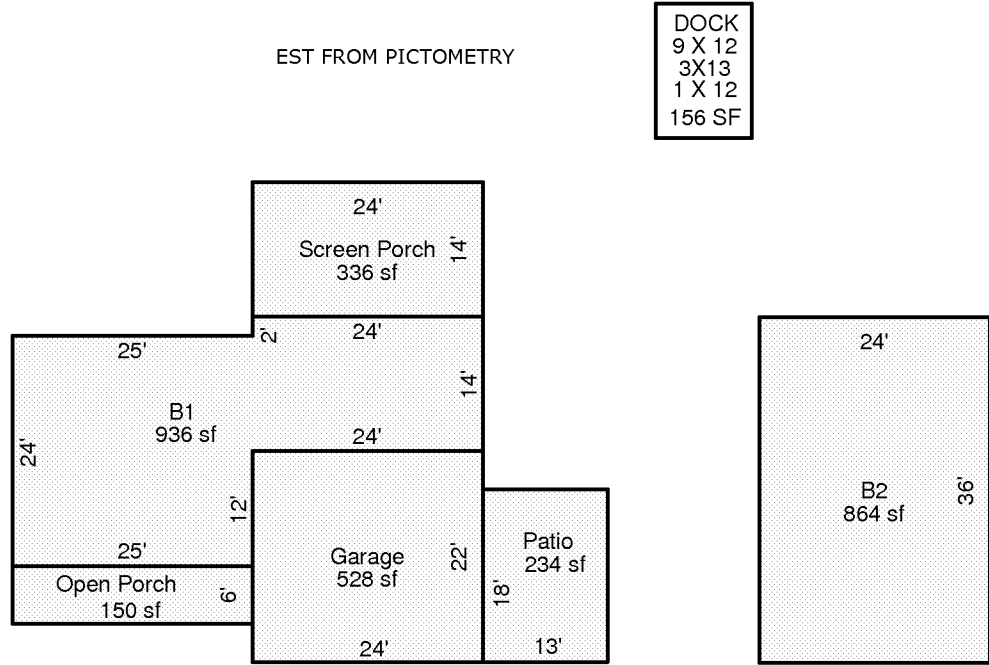 DOCK
9 X 12
3X13
1 X 12
156 SF
EST FROM PICTOMETRY
24'
Screen Porch
336 sf
14'
2'
24'
25'
14'
24'
B1
936 sf
24'
12'
25'
Open Porch
150 sf
6'
Garage
528 sf
22'
24'
Patio
234 sf
18'
13'
24'
B2
864 sf
36'